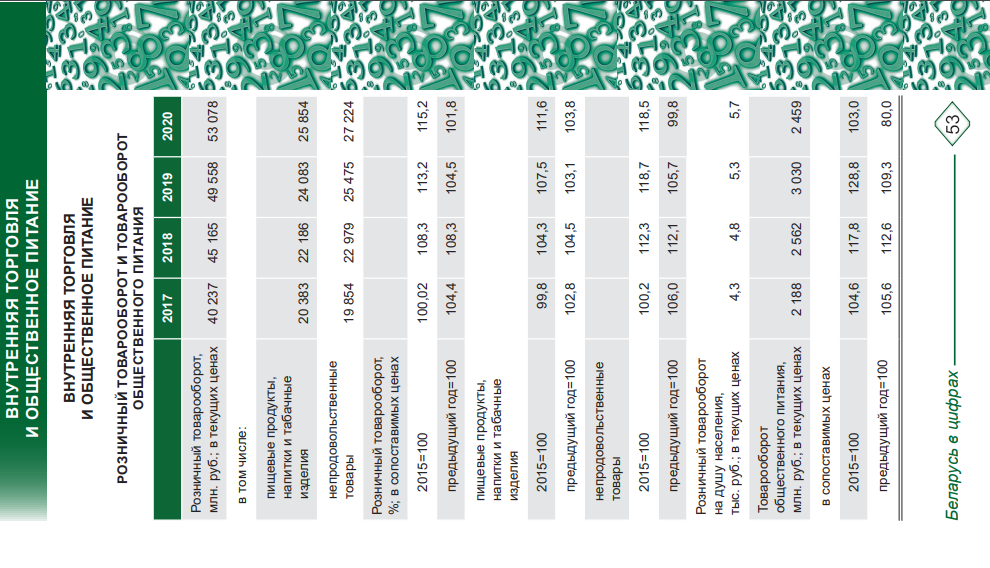 ВНУТРЕННЯЯ ТОРГОВЛЯ
И ОБЩЕСТВЕННОЕ ПИТАНИЕ
ВНУТРЕННЯЯ ТОРГОВЛЯ
И ОБЩЕСТВЕННОЕ ПИТАНИЕ
РОЗНИЧНЫЙ ТОВАРООБОРОТ И ТОВАРООБОРОТ
ОБЩЕСТВЕННОГО ПИТАНИЯ
2017 2018 2019 2020
Розничный товарооборот,
млн. руб.; в текущих ценах 40 237 45 165 49 558 53 078
в том числе:
пищевые продукты,
напитки и табачные
изделия 20 383 22 186 24 083 25 854
непродовольственные
товары 19 854 22 979 25 475 27 224
Розничный товарооборот,
%; в сопоставимых ценах
2015=100 100,02 108,3 113,2 115,2
предыдущий год=100 104,4 108,3 104,5 101,8
пищевые продукты,
напитки и табачные
изделия
2015=100 99,8 104,3 107,5 111,6
предыдущий год=100 102,8 104,5 103,1 103,8
непродовольственные
товары
2015=100 100,2 112,3 118,7 118,5
предыдущий год=100 106,0 112,1 105,7 99,8
Розничный товарооборот
на душу населения,
тыс. руб.; в текущих ценах 4,3 4,8 5,3 5,7
Товарооборот
общественного питания,
млн. руб.; в текущих ценах 2 188 2 562 3 030 2 459
в сопоставимых ценах
2015=100 104,6 117,8 128,8 103,0
предыдущий год=100 105,6 112,6 109,3 80,0
Беларусь в цифрах 53